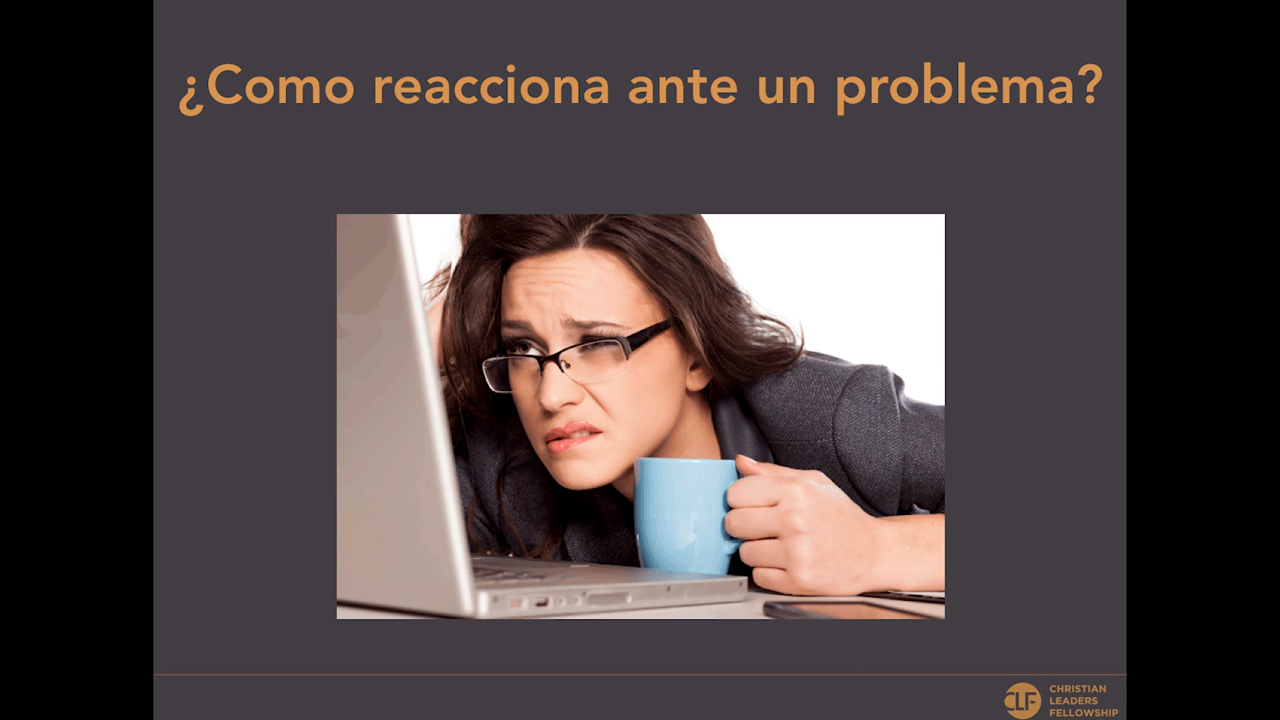 ¿Como reacciona ante un problema?
CLF
CHRISTIAN
LEADERS
FELLOWSHIP